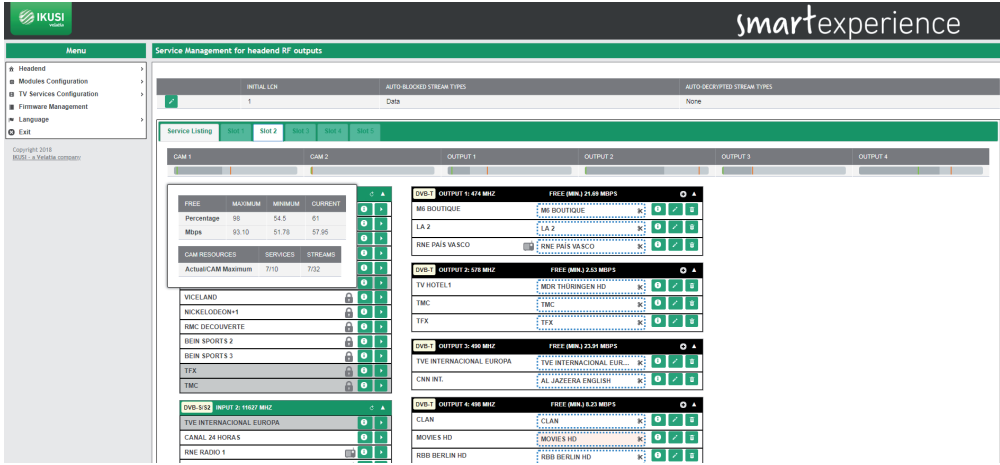 IKUSI
velatia
smartexperience
Menu
Headend
Modules Configuration
TV Services Configuration
Firmware Management
Language
Exit
Copyright 2018
IKUSI - a Velatia company
Service Management for headend RF outputs
INITIAL LCN AUTO-BLOCKED STREAM TYPES AUTO-DECRYPTED STREAM TYPES
1 Data None
Service Listing Slot 1 Slot 2 Slot 3 Slot 4 Slot 5
CAM 1 CAM 2 OUTPUT 1 OUTPUT 2 OUTPUT 3 OUTPUT 4
FREE MAXIMUM MINIMUM CURRENT
Percentage 98 54.5 61
Mbps 93.10 51.78 57.95
CAM RESOURCES SERVICES STREAMS
Actual/CAM Maximum 7/10 7/32
VICELAND
NICKELODEON+1
RMC DECOUVERTE
BEIN SPORTS 2
BEIN SPORTS 3
TFX
TMC
DVB-S/S2 INPUT 2: 11627 MHZ
TVE INTERNACIONAL EUROPA
CANAL 24 HORAS
RNE RADIO 1
DVB-T OUTPUT 1: 474 MHZ FREE (MIN.) 21.69 MBPS
M6 BOUTIQUE M6 BOUTIQUE
LA 2 LA 2
RNE PAÍS VASCO RNE PAÍS VASCO
DVB-T OUTPUT 2: 578 MHZ FREE (MIN.) 2.53 MBPS
TV HOTEL1 MDR THÜRINGEN HD
TMC TMC
TFX TFX
DVB-T OUTPUT 3: 490 MHZ FREE (MIN.) 23.91 MBPS
TVE INTERNACIONAL EUROPA TVE INTERNACIONAL EUR...
CNN INT. AL JAZEERA ENGLISH
DVB-T OUTPUT 4: 498 MHZ FREE (MIN.) 8.23 MBPS
CLAN CLAN
MOVIES HD MOVIES HD
RBB BERLIN HD RBB BERLIN HD